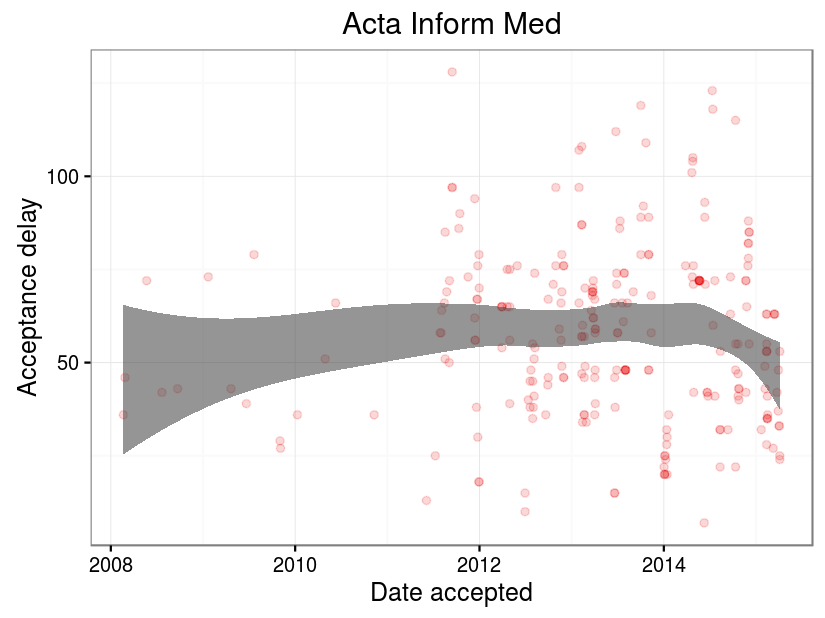 Acta Inform Med
Acceptance delay
100
50
2008 2010 2012 2014
Date accepted